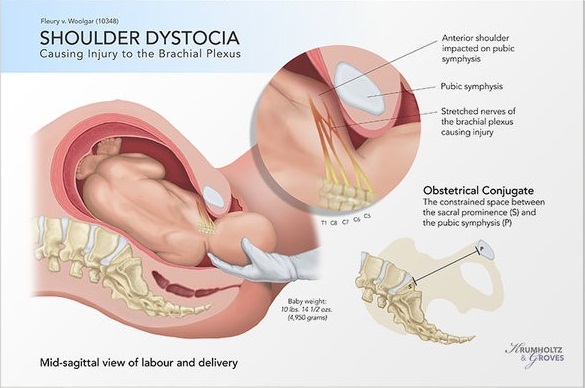 Fleury v. Woolgar (10348)
SHOULDER DYSTOCIA
Causing Injury to the Brachial Plexus
Anterior shoulder
impacted on pubic
symphysis
Pubic symphysis
Stretched nerves of
the brachial plexus
causing injury
T1 C8 C7 C6 C5
Obstetrical Conjugate
The constrained space between
the sacral prominence (S) and
the pubic symphysis (P)
P
S
Baby weight:
10 lbs. 14 1/2 ozs.
(4,950 grams)
Mid-sagittal view of labour and delivery
KRUMHOLTZ
& GROVES